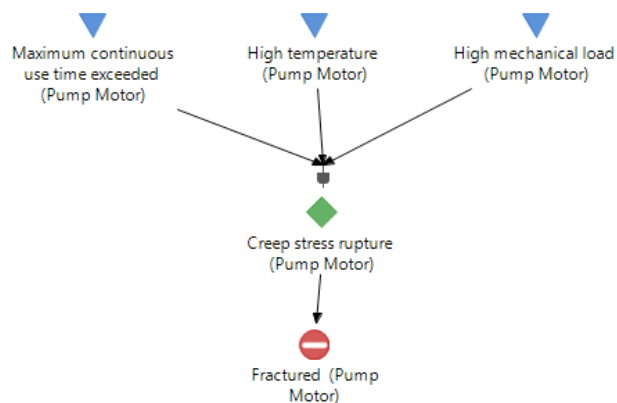 Maximum continuous
use time exceeded
(Pump Motor)
High temperature
(Pump Motor)
High mechanical load
(Pump Motor)
Creep stress rupture
(Pump Motor)
Fractured (Pump
Motor)